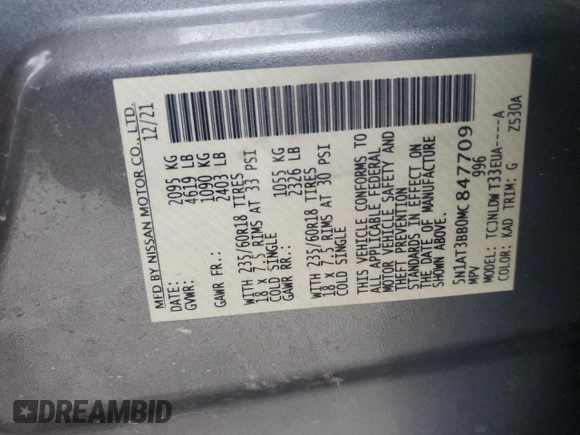 MFD BY NISSAN MOTOR CO., LTD.
DATE: 12/21
GVWR: 2095 KG
4619 LB
GAWR FR.: 1090 KG
2403 LB
WITH 235/60R18 TIRES
18 x 7.5 RIMS AT 33 PSI
COLD SINGLE
GAWR RR.: 1055 KG
2326 LB
WITH 235/60R18 TIRES
18 x 7.5 RIMS AT 30 PSI
COLD SINGLE
THIS VEHICLE CONFORMS TO
ALL APPLICABLE FEDERAL
MOTOR VEHICLE SAFETY AND
THEFT PREVENTION
STANDARDS IN EFFECT ON
THE DATE OF MANUFACTURE
SHOWN ABOVE.
5N1AT3BB0MC847709
MPV 996
MODEL: TCJNLDW T33EUA----A
COLOR: KAD TRIM: G ZS30A
DREAMBID